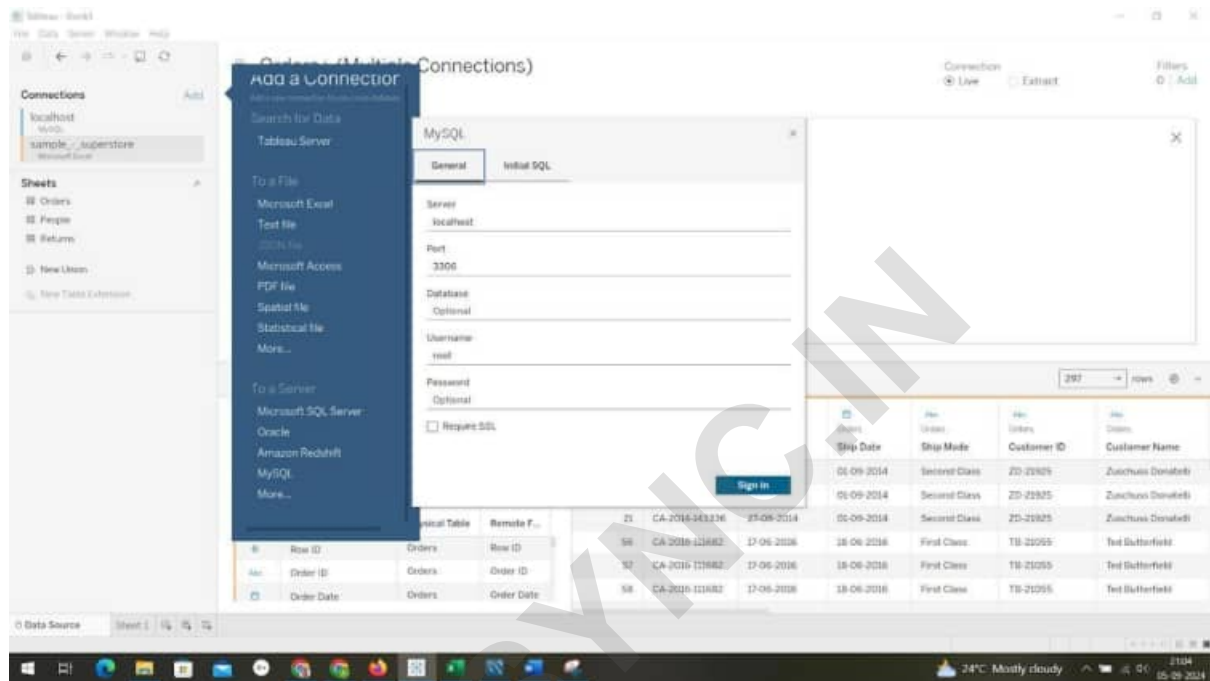 Tableau - Book1
File Data Server Window Help
Connections Add
localhost
MySQL
sample_-_superstore
Microsoft Excel
Sheets
Orders
People
Returns
New Union
New Table Extension
(Multiple Connections)
Connection
Live Extract
Filters
0 Add
Add a Connection
Search for Data
Tableau Server
To a File
Microsoft Excel
Text file
JSON file
Microsoft Access
PDF file
Spatial file
Statistical file
More...
To a Server
Microsoft SQL Server
Oracle
Amazon Redshift
MySQL
More...
MySQL
General Initial SQL
Server
localhost
Port
3306
Database
Optional
Username
root
Password
Optional
Require SSL
Sign In
297 rows
Abc Abc Abc
Orders Orders Orders Orders
Ship Date Ship Mode Customer ID Customer Name
01-09-2014 Second Class ZD-21925 Zuschuss Donatelli
01-09-2014 Second Class ZD-21925 Zuschuss Donatelli
Physical Table Remote F...
21 CA-2014-143336 27-08-2014 01-09-2014 Second Class ZD-21925 Zuschuss Donatelli
Row ID Orders Row ID
56 CA-2016-111682 17-06-2016 18-06-2016 First Class TB-21055 Ted Butterfield
Abc Order ID Orders Order ID
57 CA-2016-111682 17-06-2016 18-06-2016 First Class TB-21055 Ted Butterfield
Order Date Orders Order Date
58 CA-2016-111682 17-06-2016 18-06-2016 First Class TB-21055 Ted Butterfield
Data Source Sheet 1
24°C Mostly cloudy
21:04
05-09-2024
SYNC.IN